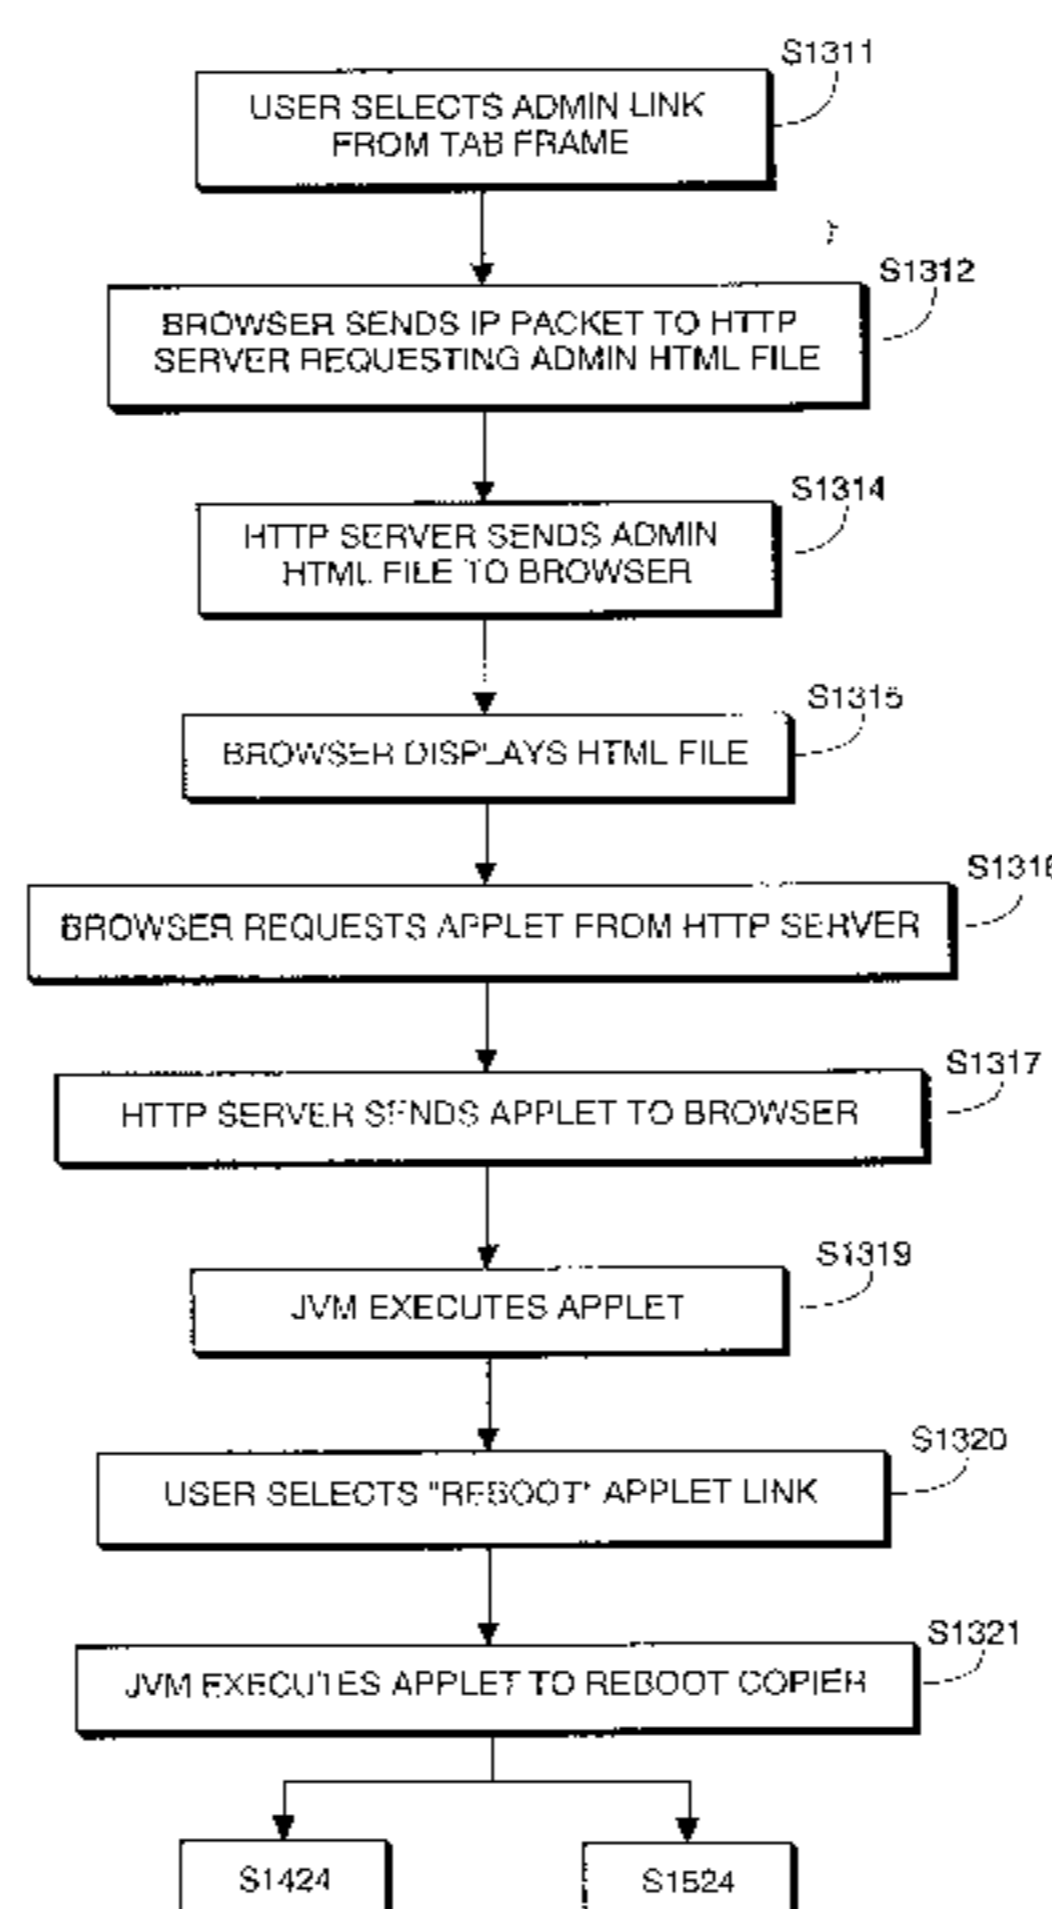 S1311
USER SELECTS ADMIN LINK
FROM TAB FRAME
S1312
BROWSER SENDS IP PACKET TO HTTP
SERVER REQUESTING ADMIN HTML FILE
S1314
HTTP SERVER SENDS ADMIN
HTML FILE TO BROWSER
S1315
BROWSER DISPLAYS HTML FILE
S1316
BROWSER REQUESTS APPLET FROM HTTP SERVER
S1317
HTTP SERVER SENDS APPLET TO BROWSER
S1319
JVM EXECUTES APPLET
S1320
USER SELECTS "REBOOT" APPLET LINK
S1321
JVM EXECUTES APPLET TO REBOOT COPIER
S1424
S1524